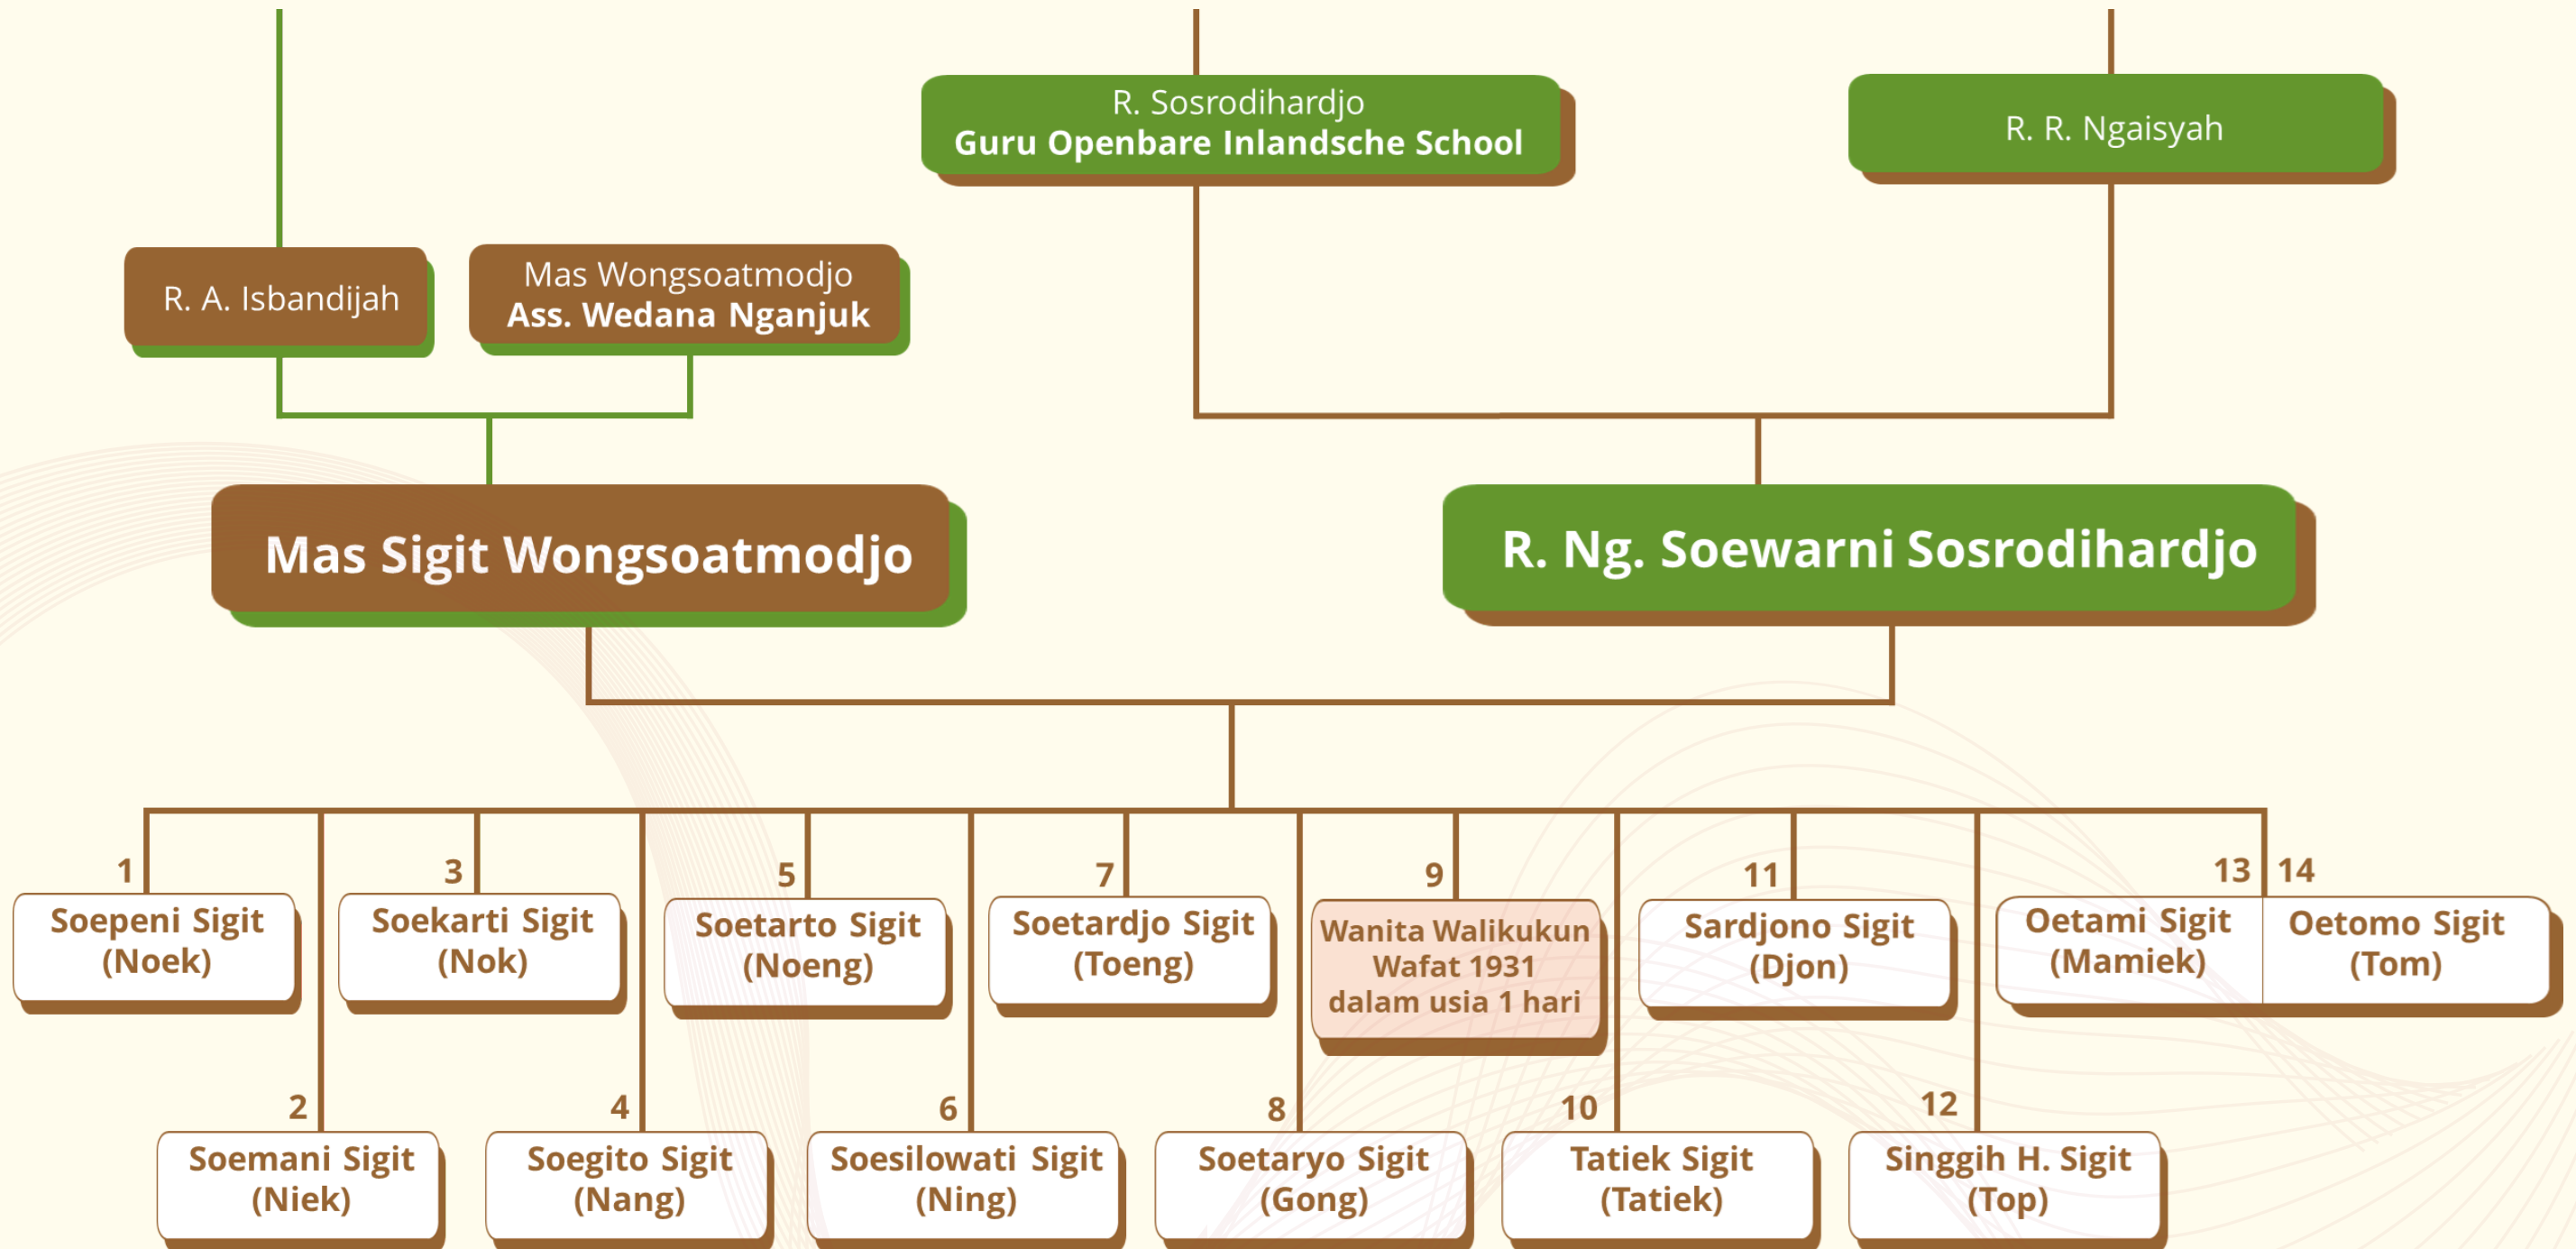 R. Sosrodihardjo
Guru Openbare Inlandsche School
R. R. Ngaisyah
R. A. Isbandijah
Mas Wongsoatmodjo
Ass. Wedana Nganjuk
Mas Sigit Wongsoatmodjo
R. Ng. Soewarni Sosrodihardjo
1
Soepeni Sigit
(Noek)
2
Soemani Sigit
(Niek)
3
Soekarti Sigit
(Nok)
4
Soegito Sigit
(Nang)
5
Soetarto Sigit
(Noeng)
6
Soesilowati Sigit
(Ning)
7
Soetardjo Sigit
(Toeng)
8
Soetaryo Sigit
(Gong)
9
Wanita Walikukun
Wafat 1931
dalam usia 1 hari
10
Tatiek Sigit
(Tatiek)
11
Sardjono Sigit
(Djon)
12
Singgih H. Sigit
(Top)
13
Oetami Sigit
(Mamiek)
14
Oetomo Sigit
(Tom)